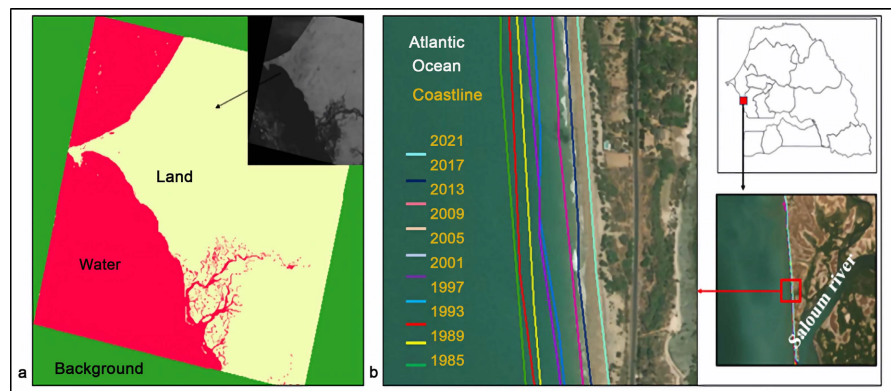 Land
Water
Background
a
b
Atlantic
Ocean
Coastline
2021
2017
2013
2009
2005
2001
1997
1993
1989
1985
Saloum river